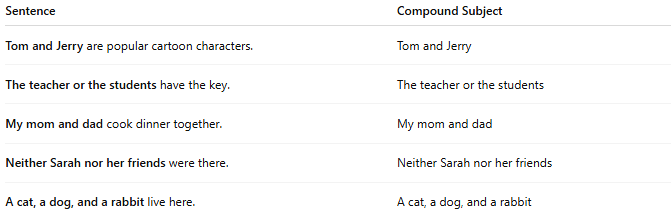 Sentence Compound Subject
Tom and Jerry are popular cartoon characters. Tom and Jerry
The teacher or the students have the key. The teacher or the students
My mom and dad cook dinner together. My mom and dad
Neither Sarah nor her friends were there. Neither Sarah nor her friends
A cat, a dog, and a rabbit live here. A cat, a dog, and a rabbit